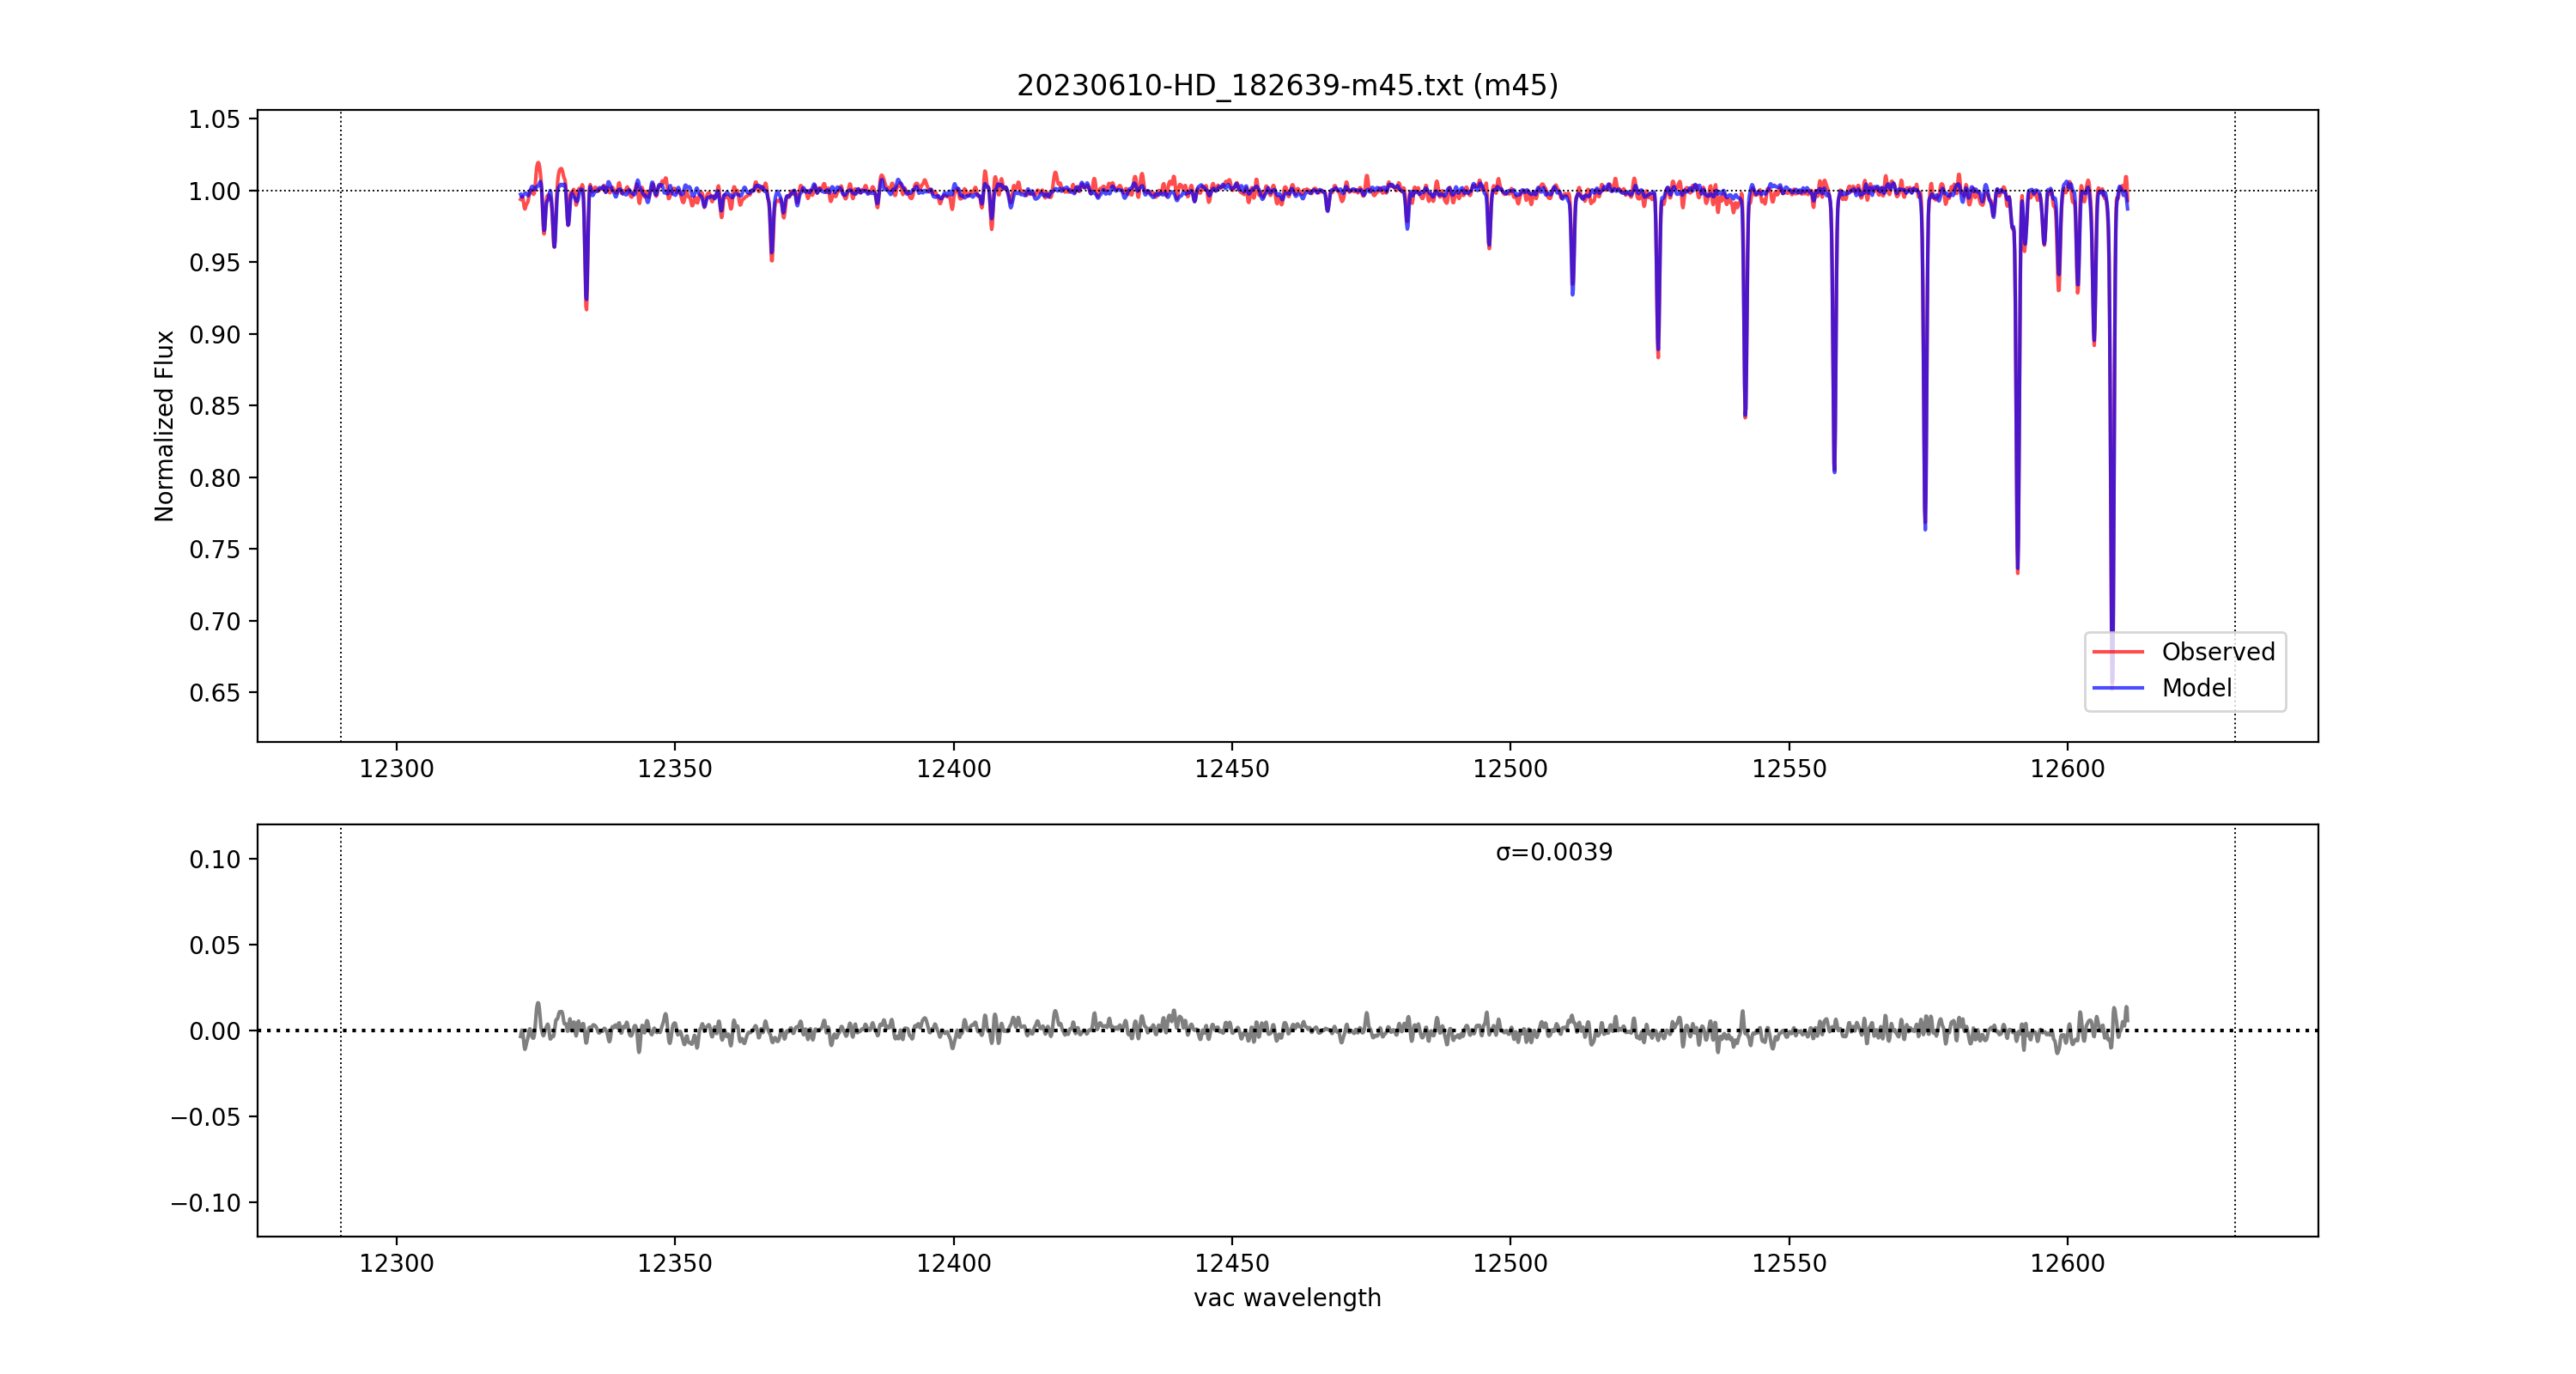 20230610-HD_182639-m45.txt (m45)
1.05
1.00
0.95
0.90
0.85
0.80
0.75
0.70
0.65
Normalized Flux
Observed
Model
12300 12350 12400 12450 12500 12550 12600
σ=0.0039
0.10
0.05
0.00
−0.05
−0.10
12300 12350 12400 12450 12500 12550 12600
vac wavelength